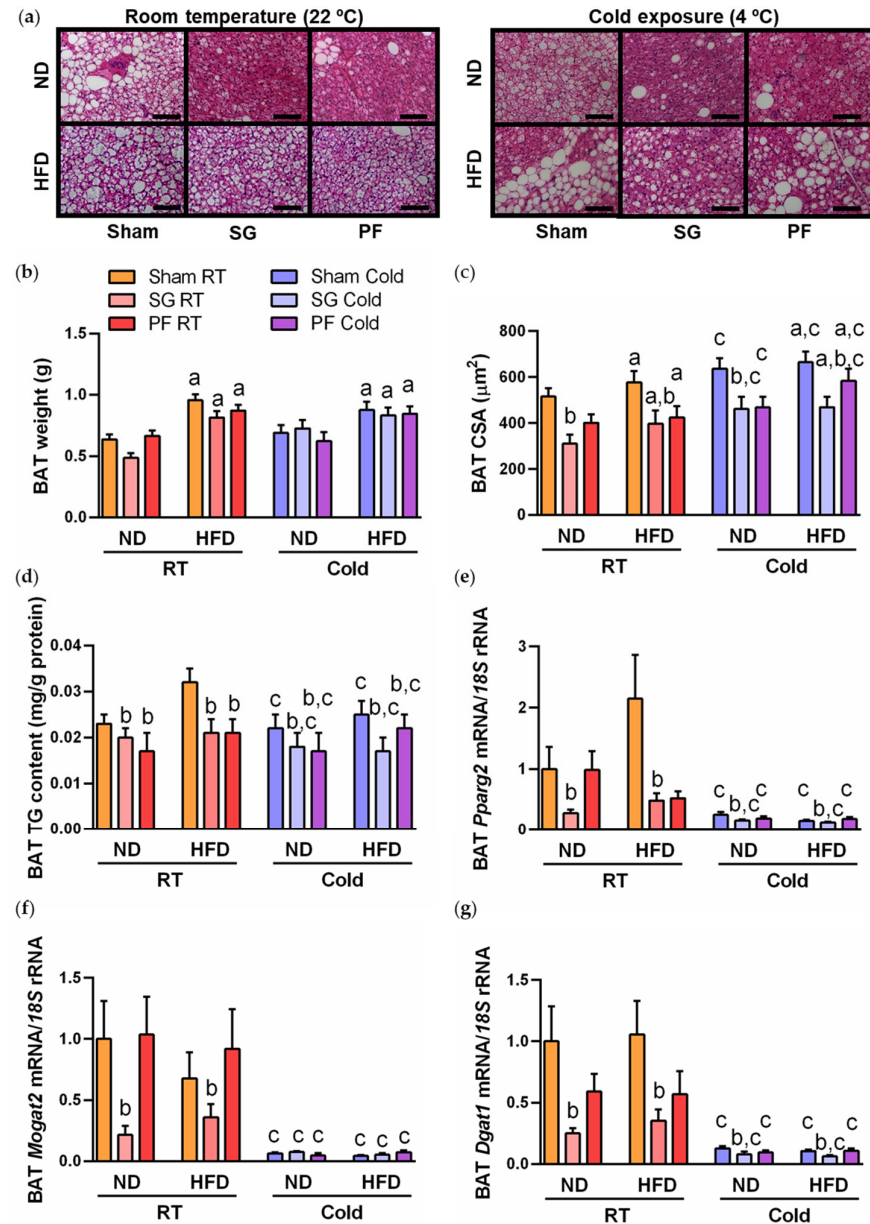 (a)
Room temperature (22 ºC)
Cold exposure (4 ºC)
ND
HFD
Sham SG PF
ND
HFD
Sham SG PF
(b)
Sham RT
SG RT
PF RT
Sham Cold
SG Cold
PF Cold
BAT weight (g)
1.5
1.0
0.5
0.0
a a a
a a a
ND HFD ND HFD
RT Cold
(c)
BAT CSA (µm²)
800
600
400
200
0
b
a a,b a
c b,c c
a,c a,b,c a,c
ND HFD ND HFD
RT Cold
(d)
BAT TG content (mg/g protein)
0.04
0.03
0.02
0.01
0.00
b b
b b
c b,c b,c
c b,c b,c
ND HFD ND HFD
RT Cold
(e)
BAT Pparg2 mRNA/18S rRNA
3
2
1
0
b
b
c b,c c
c b,c c
ND HFD ND HFD
RT Cold
(f)
BAT Mogat2 mRNA/18S rRNA
1.5
1.0
0.5
0.0
b
b
c c c
c c c
ND HFD ND HFD
RT Cold
(g)
BAT Dgat1 mRNA/18S rRNA
1.5
1.0
0.5
0.0
b
b
c b,c c
c b,c c
ND HFD ND HFD
RT Cold